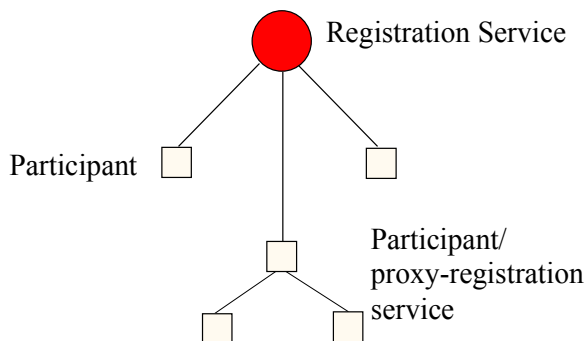 Registration Service
Participant
Participant/
proxy-registration
service